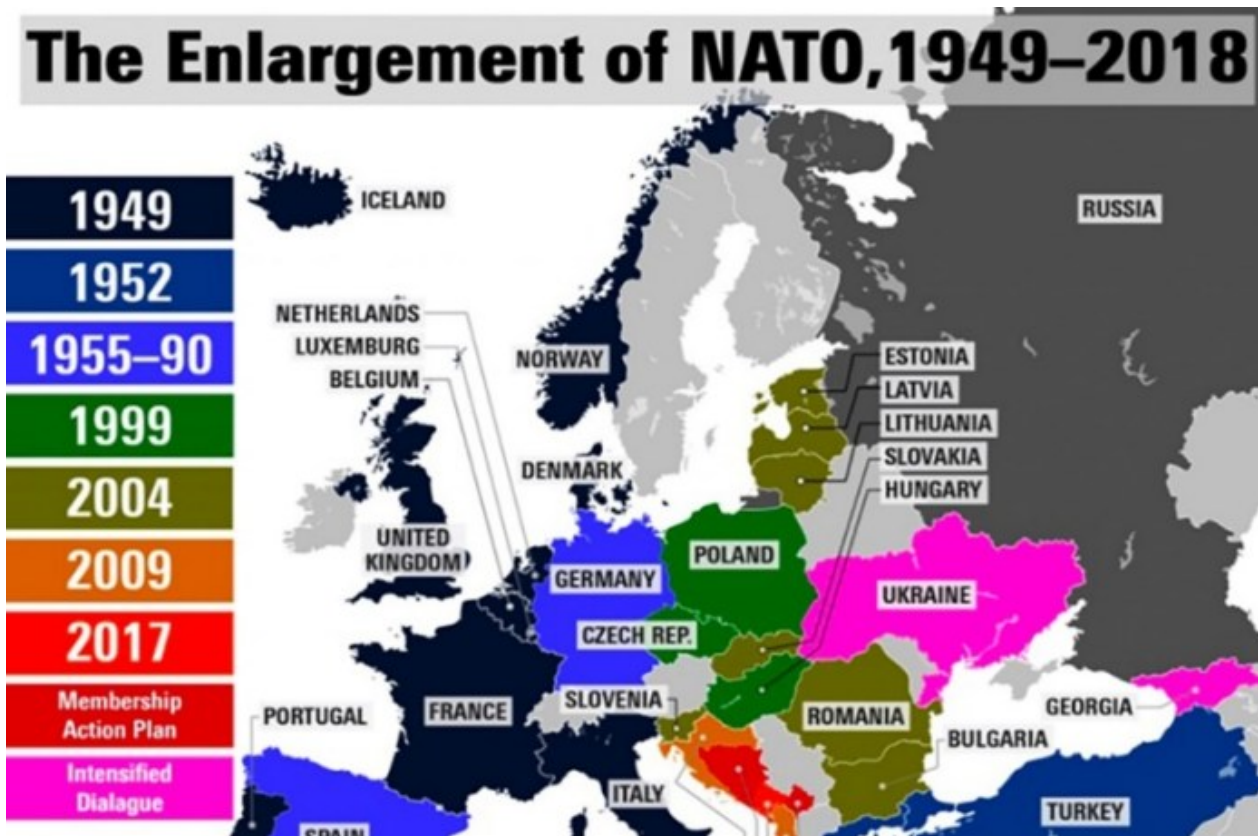 The Enlargement of NATO, 1949–2018
1949
1952
1955–90
1999
2004
2009
2017
Membership
Action Plan
Intensified
Dialague
ICELAND
RUSSIA
NETHERLANDS
LUXEMBURG
BELGIUM
NORWAY
ESTONIA
LATVIA
LITHUANIA
SLOVAKIA
HUNGARY
DENMARK
UNITED
KINGDOM
GERMANY
POLAND
UKRAINE
CZECH REP.
SLOVENIA
PORTUGAL
FRANCE
ROMANIA
GEORGIA
BULGARIA
ITALY
TURKEY
SPAIN